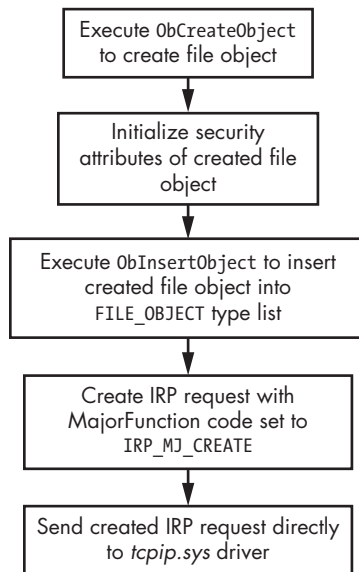 Execute ObCreateObject
to create file object
Initialize security
attributes of created file
object
Execute ObInsertObject to insert
created file object into
FILE_OBJECT type list
Create IRP request with
MajorFunction code set to
IRP_MJ_CREATE
Send created IRP request directly
to tcpip.sys driver